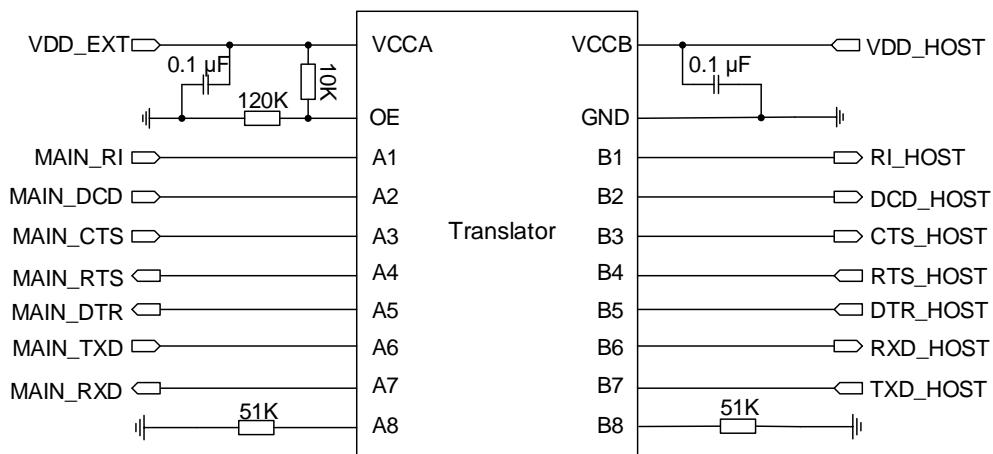 VDD_EXT VCCA VCCB VDD_HOST
0.1 µF 10K 0.1 µF
120K OE GND
MAIN_RI A1 B1 RI_HOST
MAIN_DCD A2 B2 DCD_HOST
MAIN_CTS A3 Translator B3 CTS_HOST
MAIN_RTS A4 B4 RTS_HOST
MAIN_DTR A5 B5 DTR_HOST
MAIN_TXD A6 B6 RXD_HOST
MAIN_RXD A7 B7 TXD_HOST
51K A8 B8 51K